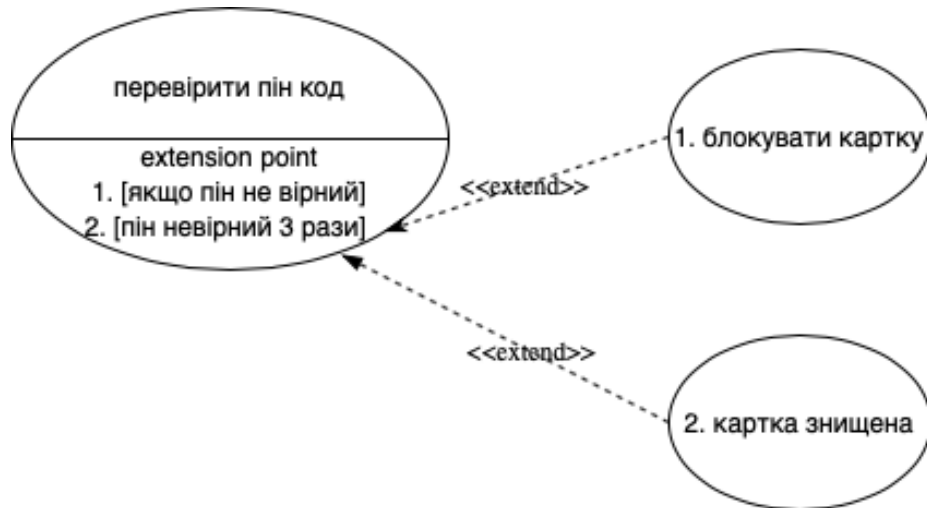 перевірити пін код
extension point
1. [якщо пін не вірний]
2. [пін невірний 3 рази]
<<extend>>
1. блокувати картку
<<extend>>
2. картка знищена